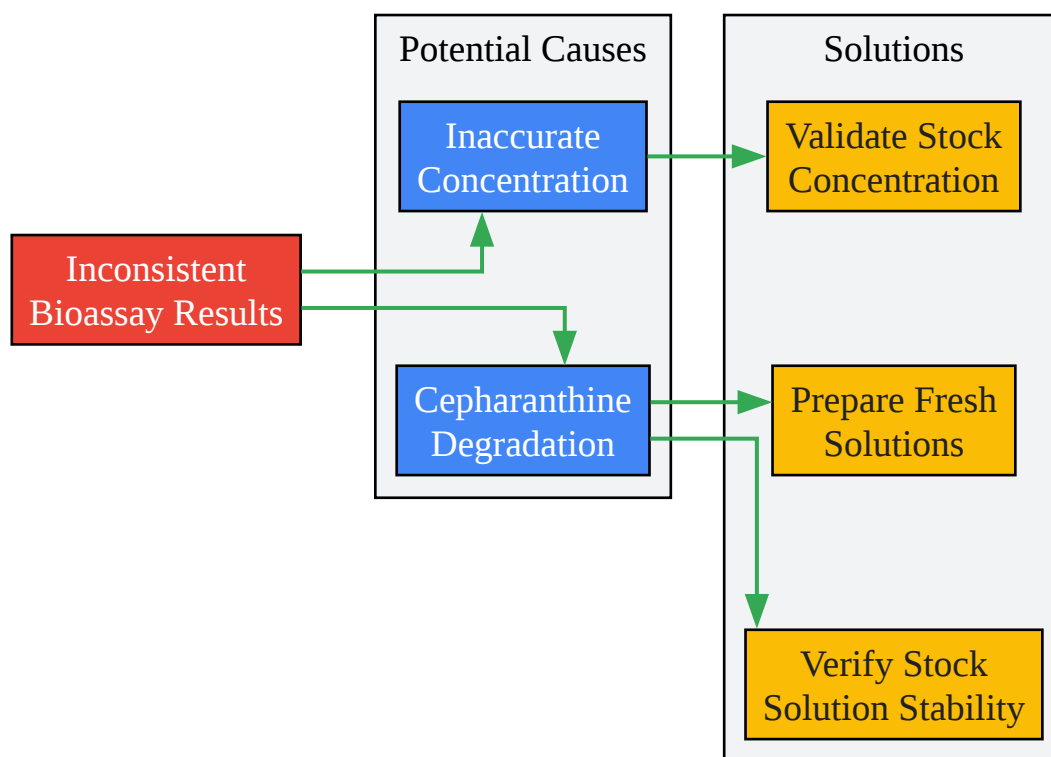 Potential Causes
Solutions
Inaccurate
Concentration
Validate Stock
Concentration
Inconsistent
Bioassay Results
Cepharanthine
Degradation
Prepare Fresh
Solutions
Verify Stock
Solution Stability